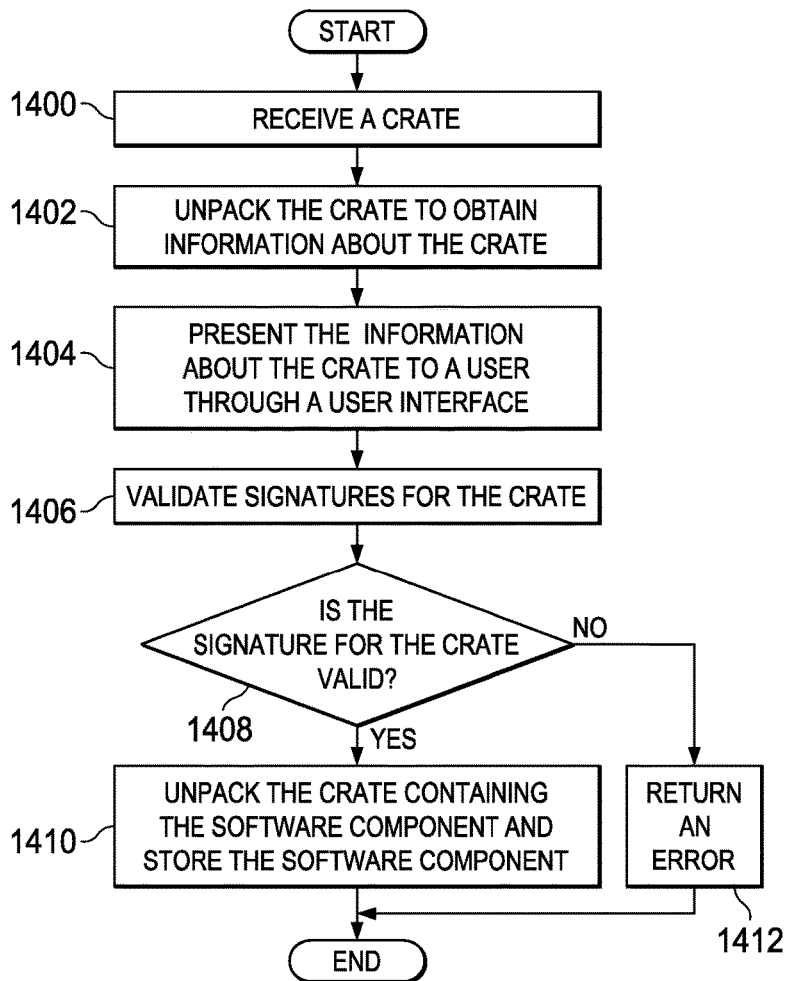 START
1400
RECEIVE A CRATE
1402
UNPACK THE CRATE TO OBTAIN
INFORMATION ABOUT THE CRATE
1404
PRESENT THE INFORMATION
ABOUT THE CRATE TO A USER
THROUGH A USER INTERFACE
1406
VALIDATE SIGNATURES FOR THE CRATE
IS THE
SIGNATURE FOR THE CRATE
VALID?
NO
1408
YES
1410
UNPACK THE CRATE CONTAINING
THE SOFTWARE COMPONENT AND
STORE THE SOFTWARE COMPONENT
RETURN
AN
ERROR
1412
END